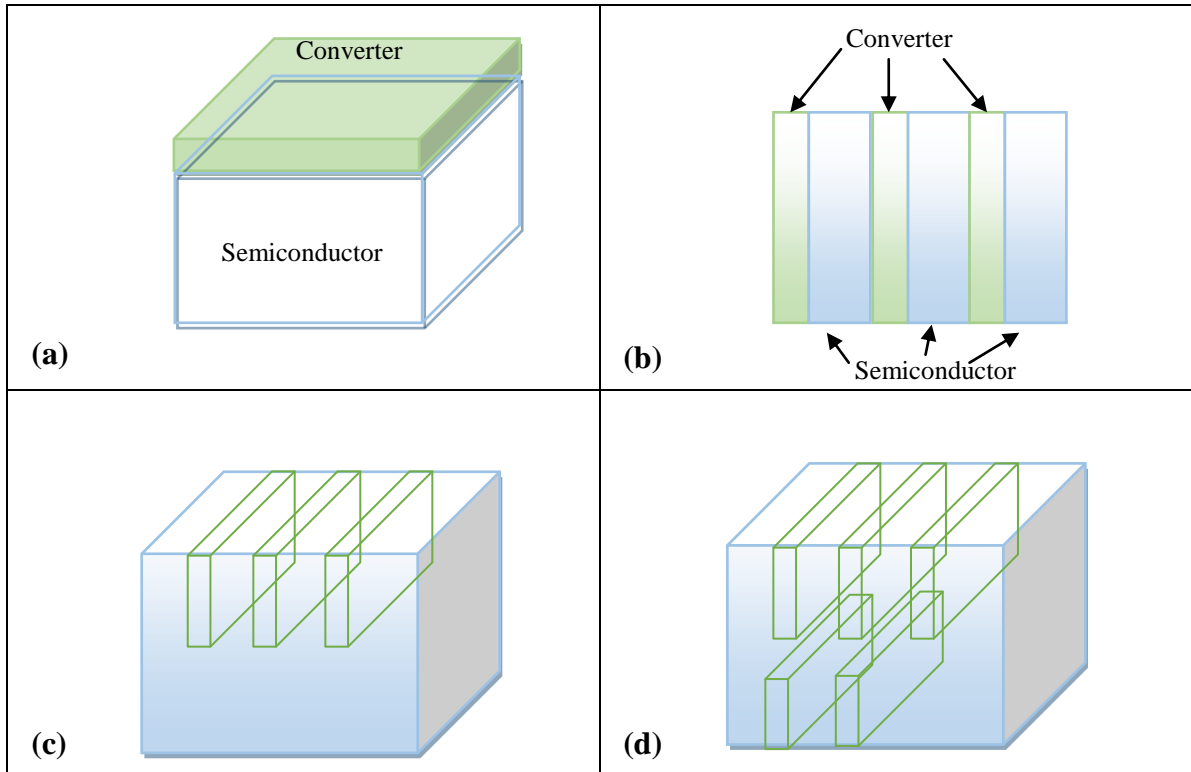 Converter
Semiconductor
(a)
Converter
Semiconductor
(b)
(c)
(d)